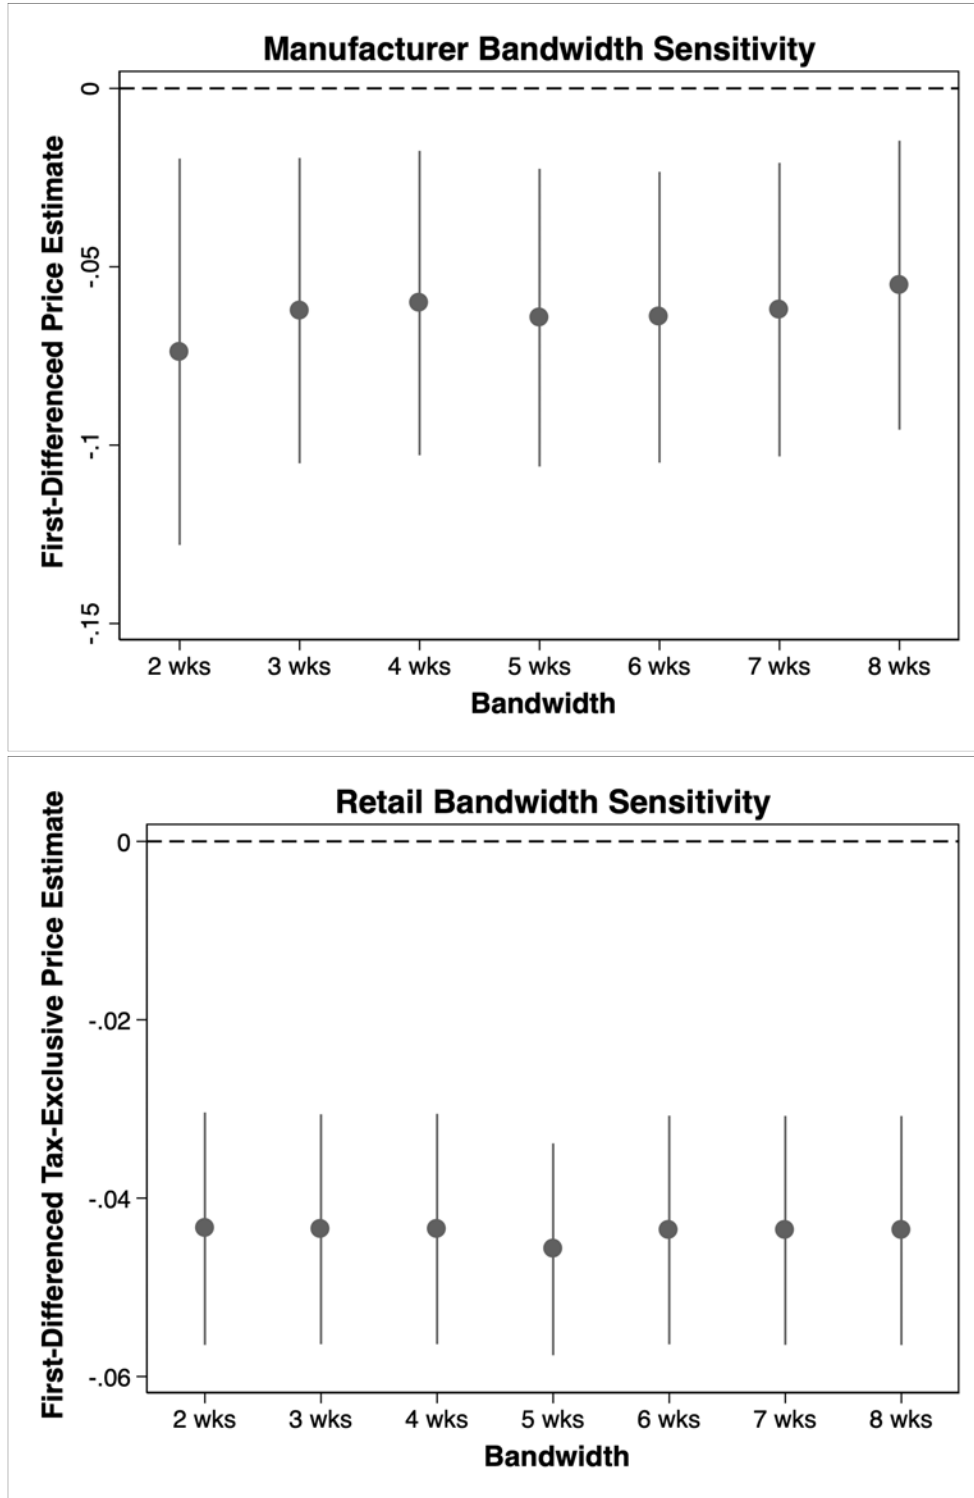 Manufacturer Bandwidth Sensitivity
First-Differenced Price Estimate
0
-.05
-.1
-.15
2 wks 3 wks 4 wks 5 wks 6 wks 7 wks 8 wks
Bandwidth
Retail Bandwidth Sensitivity
First-Differenced Tax-Exclusive Price Estimate
0
-.02
-.04
-.06
2 wks 3 wks 4 wks 5 wks 6 wks 7 wks 8 wks
Bandwidth